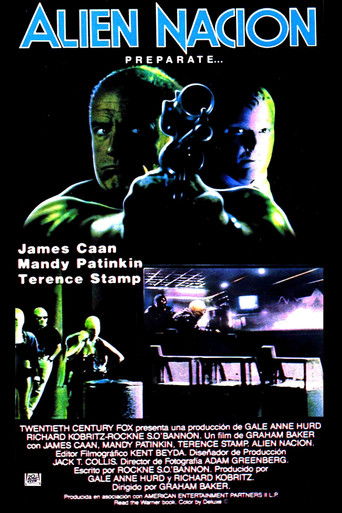 ALIEN NACION
PREPARATE...
James Caan
Mandy Patinkin
Terence Stamp
TWENTIETH CENTURY FOX presenta una producción de GALE ANNE HURD
RICHARD KOBRITZ-ROCKNE S.O'BANNON. Un film de GRAHAM BAKER
con JAMES CAAN, MANDY PATINKIN, TERENCE STAMP, ALIEN NACION.
Editor Filmográfico KENT BEYDA. Diseñador de Producción
JACK T. COLLIS. Director de Fotografía ADAM GREENBERG.
Escrito por ROCKNE S.O'BANNON. Producido por
GALE ANNE HURD y RICHARD KOBRITZ.
Dirigido por GRAHAM BAKER.
Producida en asociación con AMERICAN ENTERTAINMENT PARTNERS II L.P.
Read the Warner book. Color by Deluxe
FOX